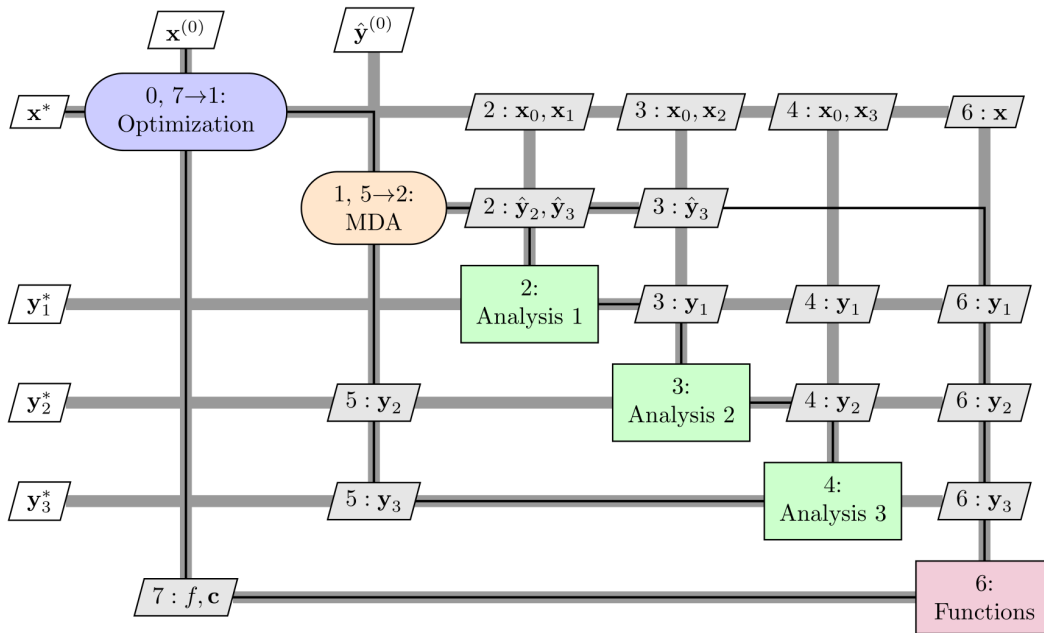 x^(0)
ŷ^(0)
x*
0, 7→1:
Optimization
2 : x₀, x₁
3 : x₀, x₂
4 : x₀, x₃
6 : x
1, 5→2:
MDA
2 : ŷ₂, ŷ₃
3 : ŷ₃
y₁*
2:
Analysis 1
3 : y₁
4 : y₁
6 : y₁
y₂*
5 : y₂
3:
Analysis 2
4 : y₂
6 : y₂
y₃*
5 : y₃
4:
Analysis 3
6 : y₃
7 : f, c
6:
Functions